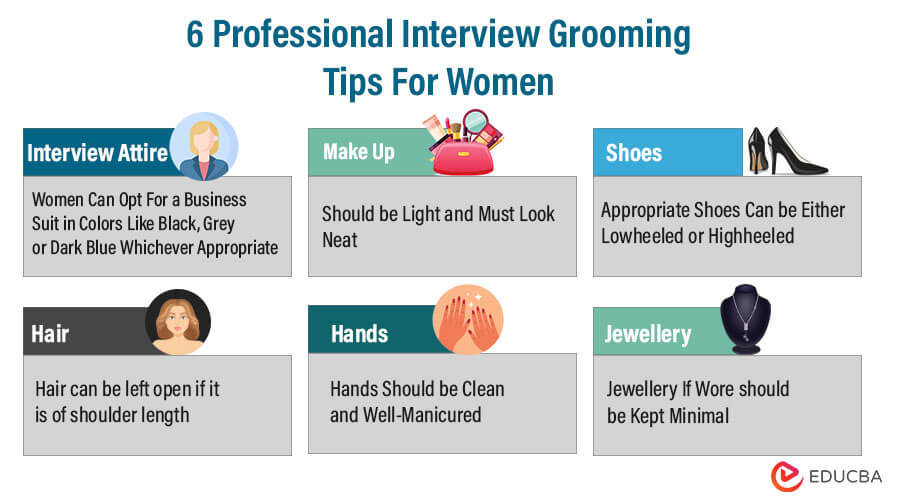 6 Professional Interview Grooming
Tips For Women
Interview Attire
Women Can Opt For a Business
Suit in Colors Like Black, Grey
or Dark Blue Whichever Appropriate
Make Up
Should be Light and Must Look
Neat
Shoes
Appropriate Shoes Can be Either
Lowheeled or Highheeled
Hair
Hair can be left open if it
is of shoulder length
Hands
Hands Should be Clean
and Well-Manicured
Jewellery
Jewellery If Wore should
be Kept Minimal
EDUCBA